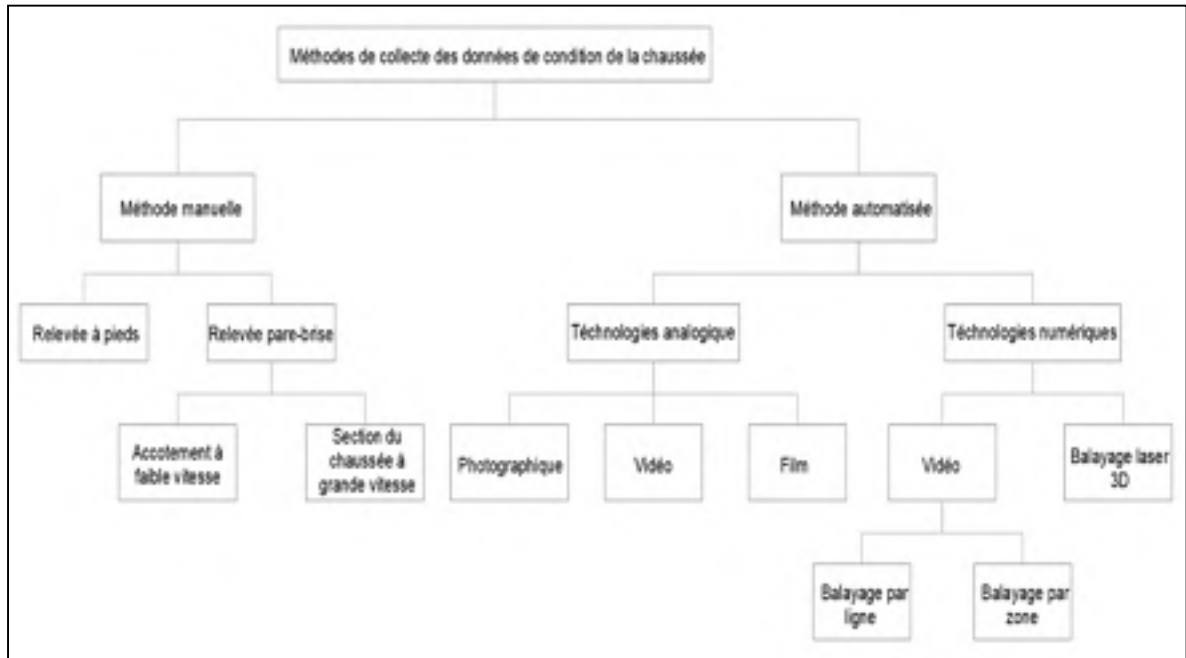 Méthodes de collecte des données de condition de la chaussée
Méthode manuelle
Méthode automatisée
Relevée à pieds
Relevée pare-brise
Téchnologies analogique
Téchnologies numériques
Accotement à
faible vitesse
Section du
chaussée à
grande vitesse
Photographique
Vidéo
Film
Vidéo
Balayage laser
3D
Balayage par
ligne
Balayage par
zone